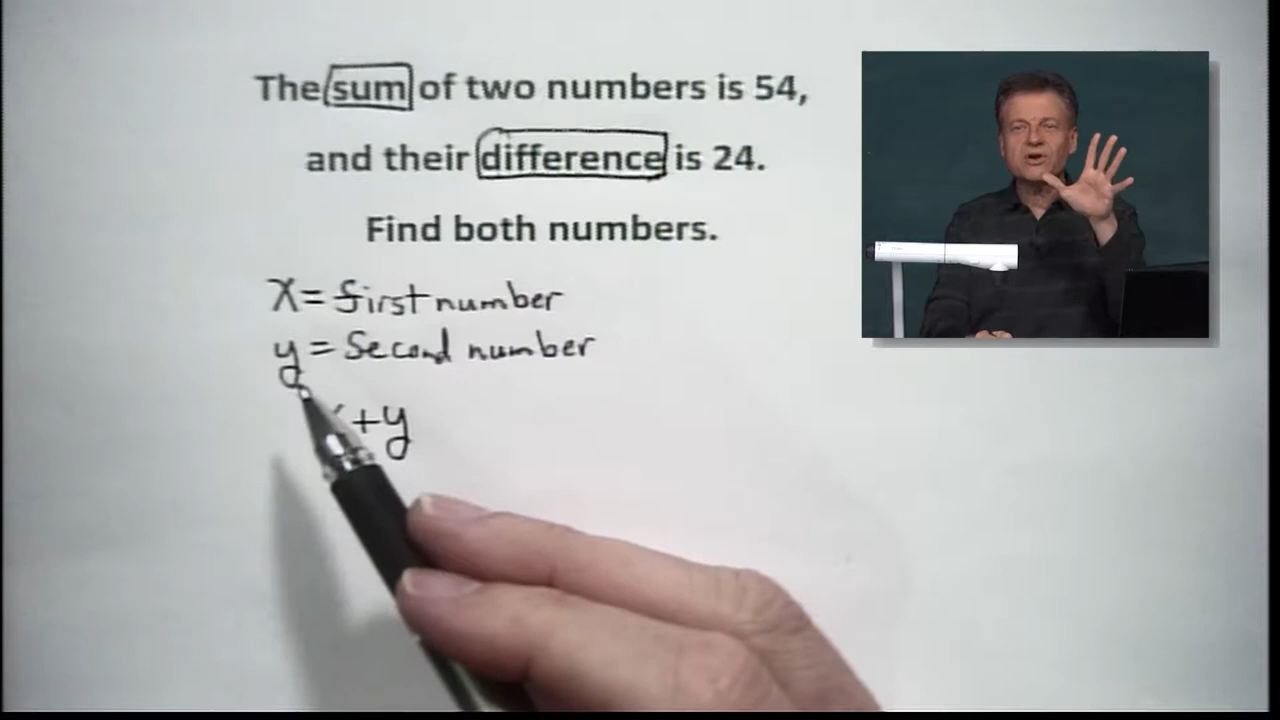 The sum of two numbers is 54,
and their difference is 24.
Find both numbers.
x = first number
y = Second number
x + y